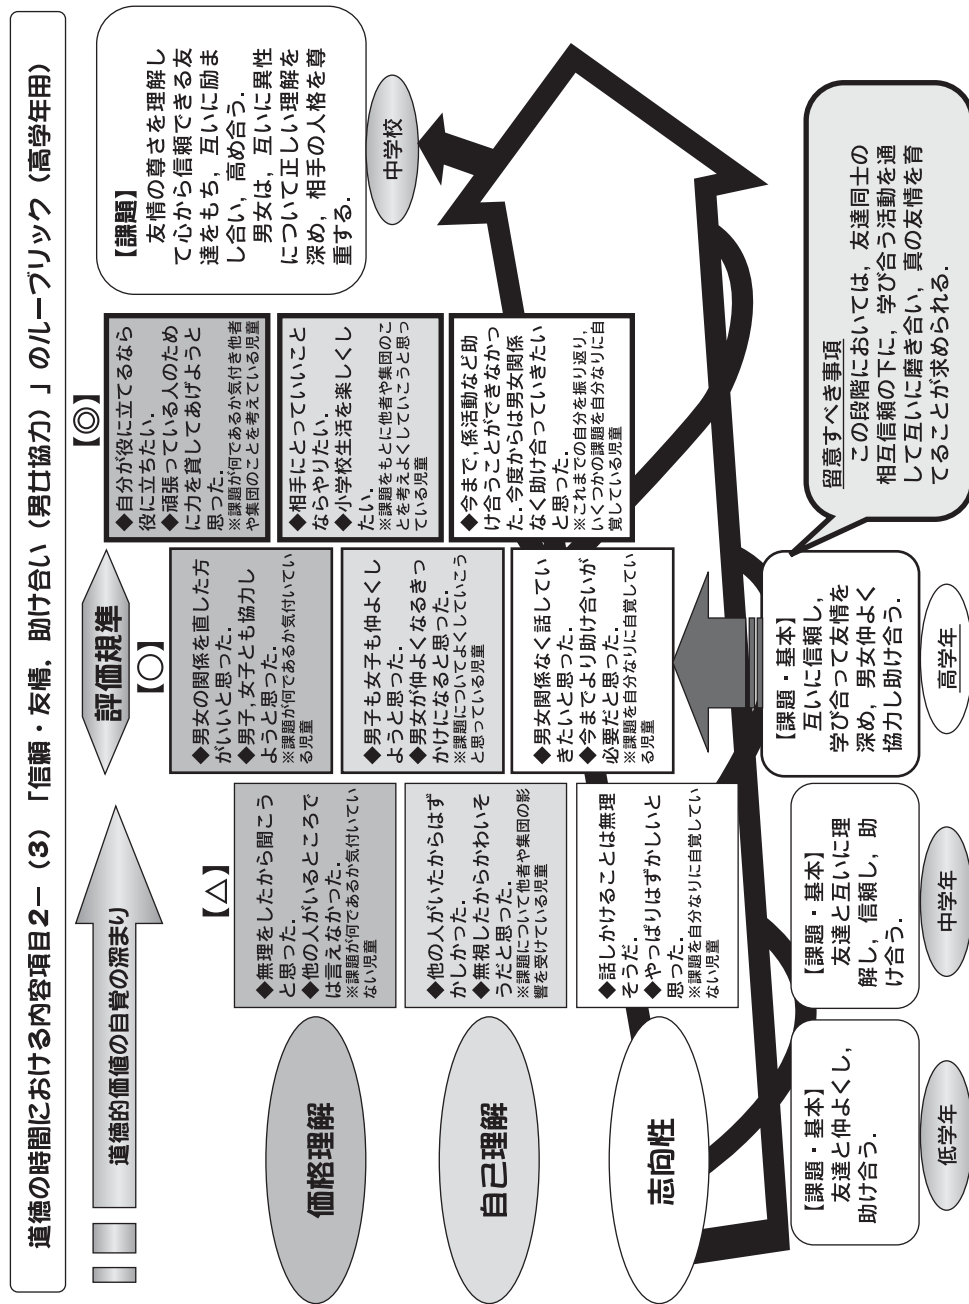 道徳の時間における内容項目2－（3）「信頼・友情，助け合い（男女協力）」のルーブリック（高学年用）
道徳的価値の自覚の深まり
評価規準
【△】
【○】
【◎】
価格理解
◆無理をしたから聞こう
と思った．
◆他の人がいるところで
は言えなかった．
※課題が何であるか気付いてい
ない児童
◆男女の関係を直した方
がいいと思った．
◆男子，女子とも協力し
ようと思った．
※課題が何であるか気付いてい
る児童
◆自分が役に立てるなら
役に立ちたい．
◆頑張っている人のため
に力を貸してあげようと
思った．
※課題が何であるか気付き他者
や集団のことを考えている児童
自己理解
◆他の人がいたからはず
かしかった．
◆無視したからかわいそ
うだと思った．
※課題について他者や集団の影
響を受けている児童
◆男子も女子も仲よくし
ようと思った．
◆男女が仲よくなるきっ
かけになると思った．
※課題についてよくしていこう
と思っている児童
◆相手にとっていいこと
ならやりたい．
◆小学校生活を楽しくし
たい．
※課題をもとに他者や集団のこ
とを考えよくしていこうと思っ
ている児童
志向性
◆話しかけることは無理
そうだ．
◆やっぱりはずかしいと
思った．
※課題を自分なりに自覚してい
ない児童
◆男女関係なく話してい
きたいと思った．
◆今までより助け合いが
必要だと思った．
※課題を自分なりに自覚してい
る児童
◆今まで，係活動など助
け合うことができなかっ
た．今度からは男女関係
なく助け合っていきたい
と思った．
※これまでの自分を振り返り，
いくつかの課題を自分なりに自
覚している児童
【課題】
友情の尊さを理解し
て心から信頼できる友
達をもち，互いに励ま
し合い，高め合う．
男女は，互いに異性
について正しい理解を
深め，相手の人格を尊
重する．
中学校
【課題・基本】
友達と仲よくし，
助け合う．
低学年
【課題・基本】
友達と互いに理
解し，信頼し，助
け合う．
中学年
【課題・基本】
互いに信頼し，
学び合って友情を
深め，男女仲よく
協力し助け合う．
高学年
留意すべき事項
この段階においては，友達同士の
相互信頼の下に，学び合う活動を通
して互いに磨き合い，真の友情を育
てることが求められる．